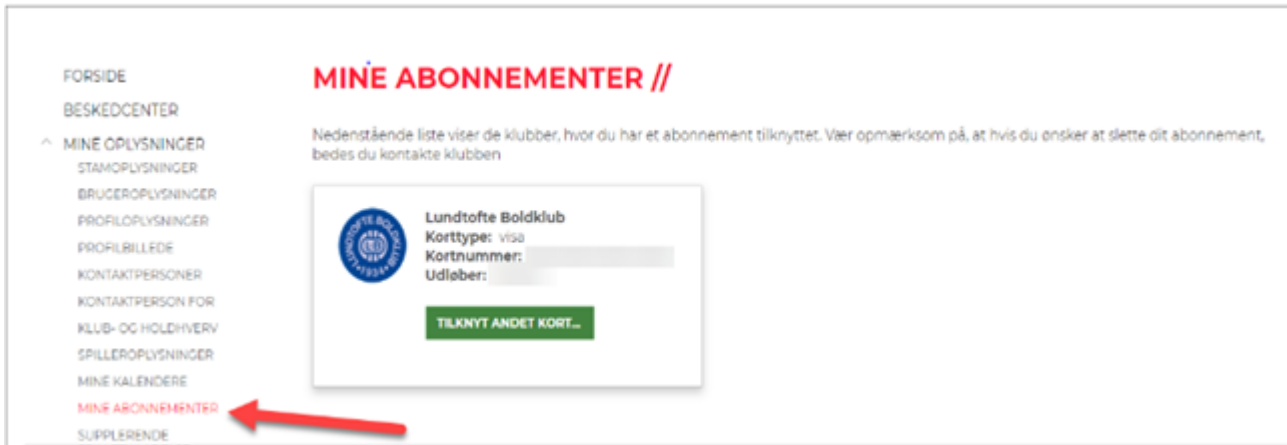 FORSIDE
BESKEDCENTER
MINE OPLYSNINGER
STAMOPLYSNINGER
BRUGEROPLYSNINGER
PROFILOPLYSNINGER
PROFILBILLEDE
KONTAKTPERSONER
KONTAKTPERSON FOR
KLUB- OG HOLDHVERV
SPILLEROPLYSNINGER
MINE KALENDERE
MINE ABONNEMENTER
SUPPLERENDE
MINE ABONNEMENTER //
Nedenstående liste viser de klubber, hvor du har et abonnement tilknyttet. Vær opmærksom på, at hvis du ønsker at slette dit abonnement,
bedes du kontakte klubben
LUNDTOFTE BOLDKLUB
1934
Lundtofte Boldklub
Korttype: visa
Kortnummer:
Udløber:
TILKNYT ANDET KORT...